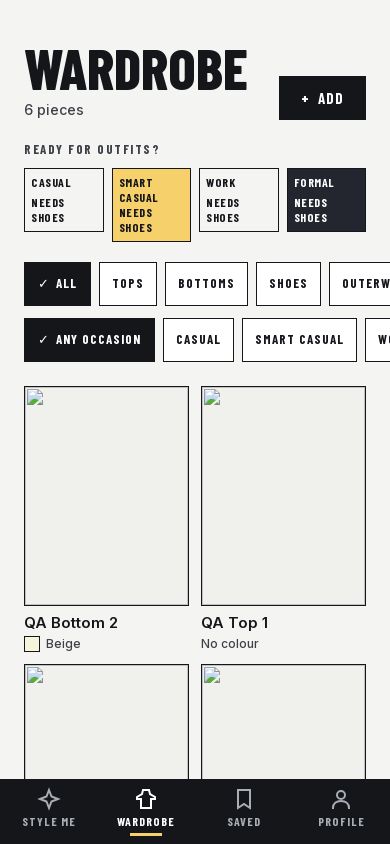 WARDROBE
6 pieces
+ ADD
READY FOR OUTFITS?
CASUAL
NEEDS
SHOES
SMART
CASUAL
NEEDS
SHOES
WORK
NEEDS
SHOES
FORMAL
NEEDS
SHOES
✓ ALL
TOPS
BOTTOMS
SHOES
OUTERW
✓ ANY OCCASION
CASUAL
SMART CASUAL
WO
QA Bottom 2
Beige
QA Top 1
No colour
STYLE ME
WARDROBE
SAVED
PROFILE